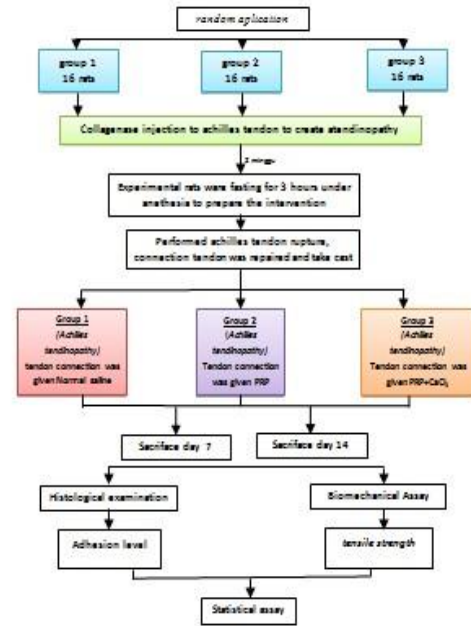 random aplication
group 1
16 rats
group 2
16 rats
group 3
16 rats
Collagenase injection to achilles tendon to create atandinopathy
minggu
Experimental rats were fasting for 3 hours under
anathesia to prepare the intervention
Performed achilles tendon rupture,
connection tendon was repaired and take cast
Group 1
(Achilles
tendinopathy)
tendon connection was
given Normal saline
Group 2
(Achilles
tendinopathy)
Tendon connection
was given PRP
Group 3
(Achilles
tendinopathy)
Tendon connection was
given PRP+CaCl₂
Sacriface day 7
Sacriface day 14
Histological examination
Biomechanical Assay
Adhesion level
tensile strength
Statistical assay